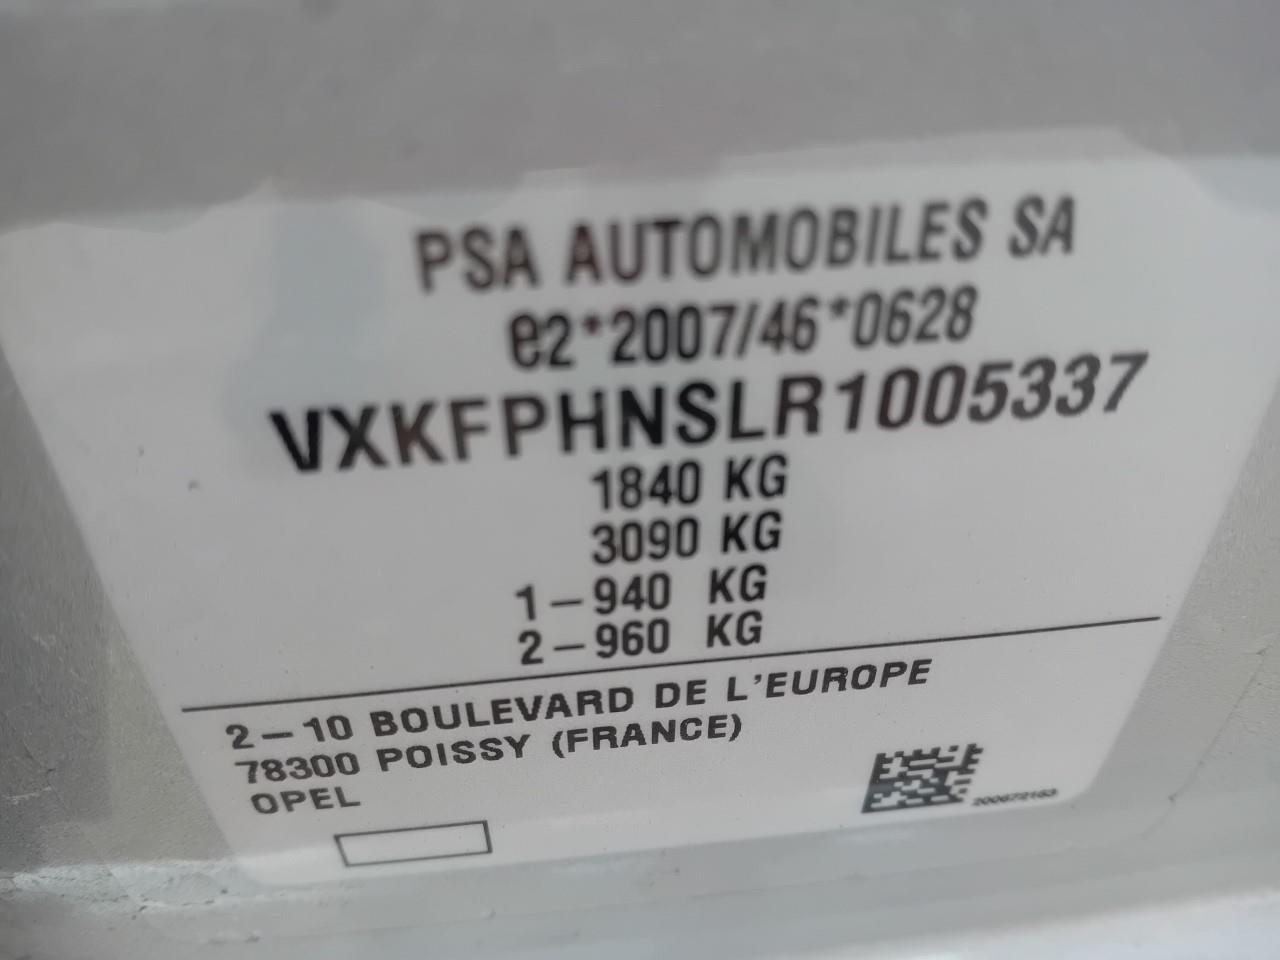 PSA AUTOMOBILES SA
e2*2007/46*0628
VXKFPHNSLR1005337
1840 KG
3090 KG
1-940 KG
2-960 KG
2-10 BOULEVARD DE L'EUROPE
78300 POISSY (FRANCE)
OPEL
200672163